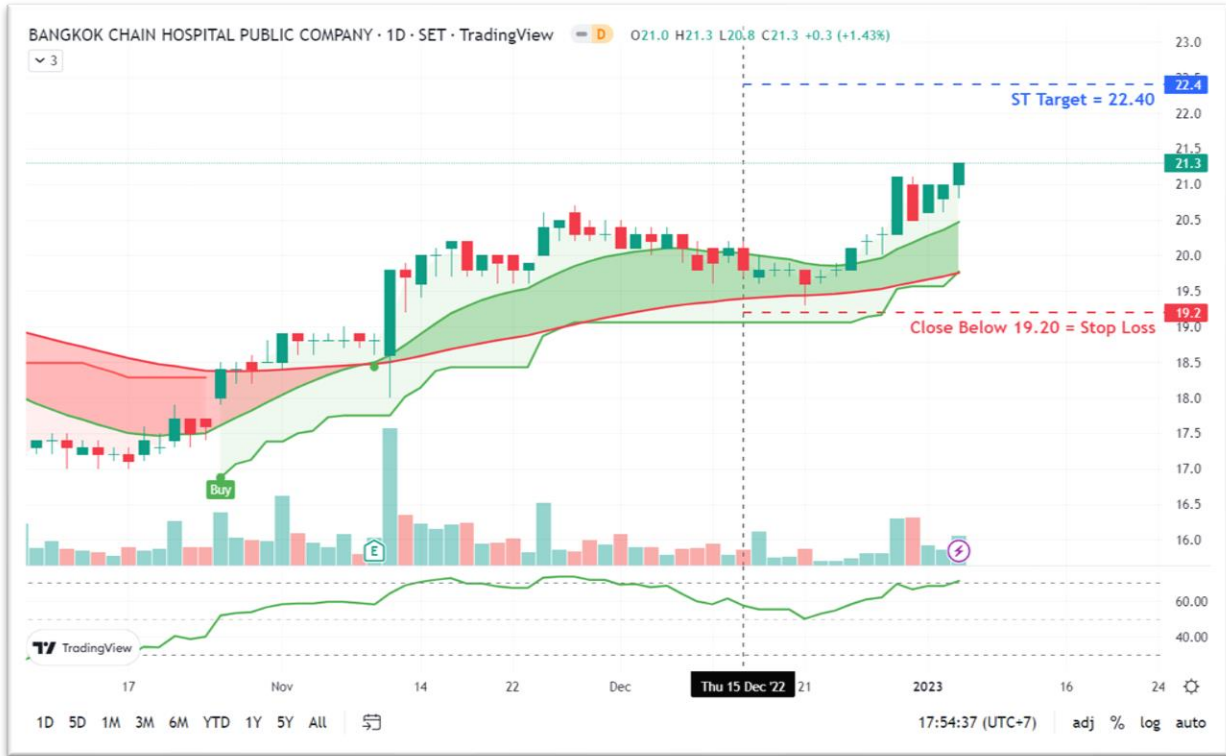 BANGKOK CHAIN HOSPITAL PUBLIC COMPANY · 1D · SET · TradingView D O21.0 H21.3 L20.8 C21.3 +0.3 (+1.43%)
3
23.0
22.4
ST Target = 22.40
22.0
21.5
21.3
21.0
20.5
20.0
19.5
19.2
Close Below 19.20 = Stop Loss
19.0
18.5
18.0
17.5
17.0
Buy
16.5
16.0
E
60.00
40.00
TradingView
17 Nov 14 22 Dec Thu 15 Dec '22 21 2023 16 24
1D 5D 1M 3M 6M YTD 1Y 5Y All 17:54:37 (UTC+7) adj % log auto